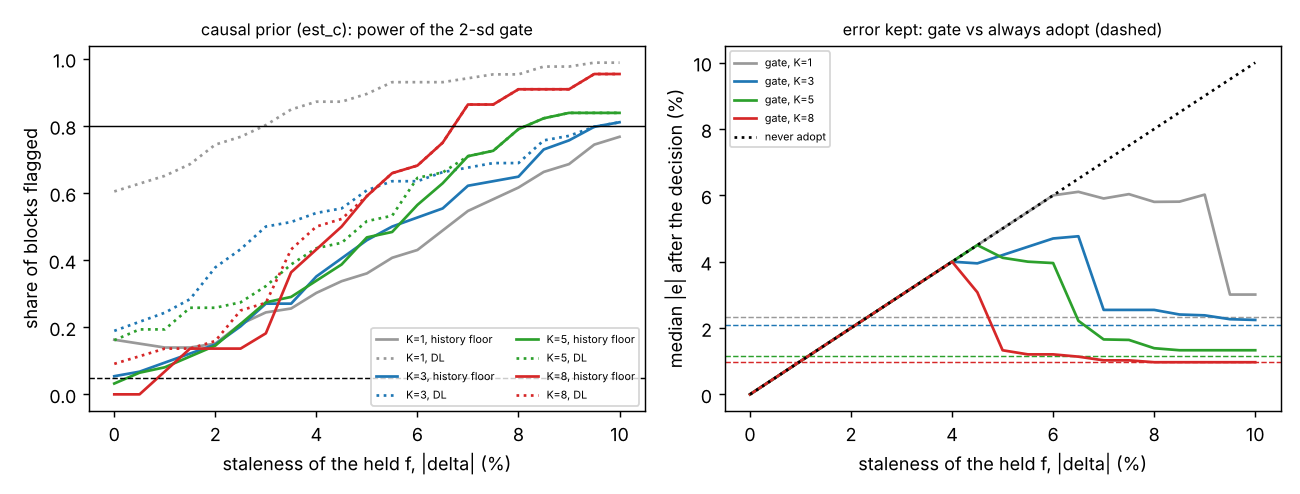 causal prior (est_c): power of the 2-sd gate
share of blocks flagged
1.0
0.8
0.6
0.4
0.2
0.0
K=1, history floor
K=1, DL
K=3, history floor
K=3, DL
K=5, history floor
K=5, DL
K=8, history floor
K=8, DL
0 2 4 6 8 10
staleness of the held f, |delta| (%)
error kept: gate vs always adopt (dashed)
median |e| after the decision (%)
10
8
6
4
2
0
gate, K=1
gate, K=3
gate, K=5
gate, K=8
never adopt
0 2 4 6 8 10
staleness of the held f, |delta| (%)